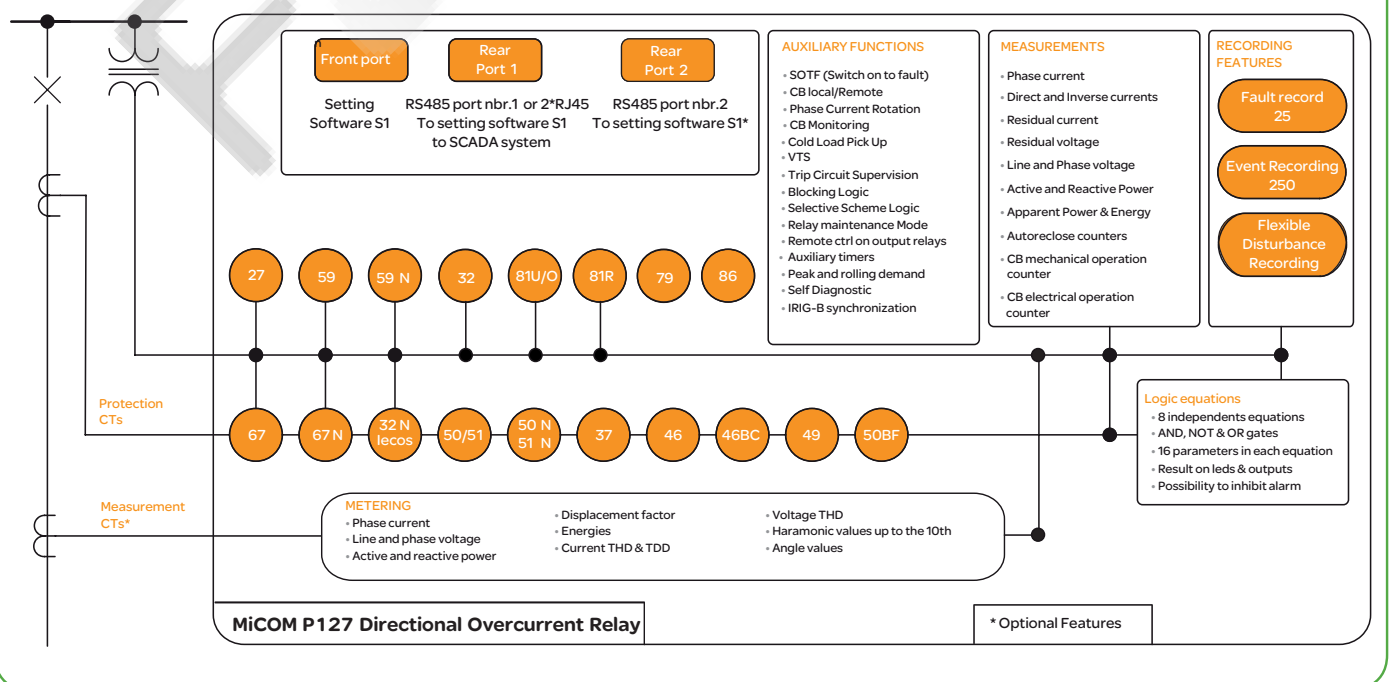 n
Front port
Setting
Software S1
Rear
Port 1
RS485 port nbr.1 or 2*RJ45
To setting software S1
to SCADA system
Rear
Port 2
RS485 port nbr.2
To setting software S1*
AUXILIARY FUNCTIONS
• SOTF (Switch on to fault)
• CB local/Remote
• Phase Current Rotation
• CB Monitoring
• Cold Load Pick Up
• VTS
• Trip Circuit Supervision
• Blocking Logic
• Selective Scheme Logic
• Relay maintenance Mode
• Remote ctrl on output relays
• Auxiliary timers
• Peak and rolling demand
• Self Diagnostic
• IRIG-B synchronization
MEASUREMENTS
• Phase current
• Direct and Inverse currents
• Residual current
• Residual voltage
• Line and Phase voltage
• Active and Reactive Power
• Apparent Power & Energy
• Autoreclose counters
• CB mechanical operation
counter
• CB electrical operation
counter
RECORDING
FEATURES
Fault record
25
Event Recording
250
Flexible
Disturbance
Recording
27
59
59 N
32
81U/O
81R
79
86
Protection
CTs
67
67 N
32 N
Iecos
50/51
50 N
51 N
37
46
46BC
49
50BF
Logic equations
• 8 independents equations
• AND, NOT & OR gates
• 16 parameters in each equation
• Result on leds & outputs
• Possibility to inhibit alarm
Measurement
CTs*
METERING
• Phase current
• Line and phase voltage
• Active and reactive power
• Displacement factor
• Energies
• Current THD & TDD
• Voltage THD
• Haramonic values up to the 10th
• Angle values
MiCOM P127 Directional Overcurrent Relay
* Optional Features